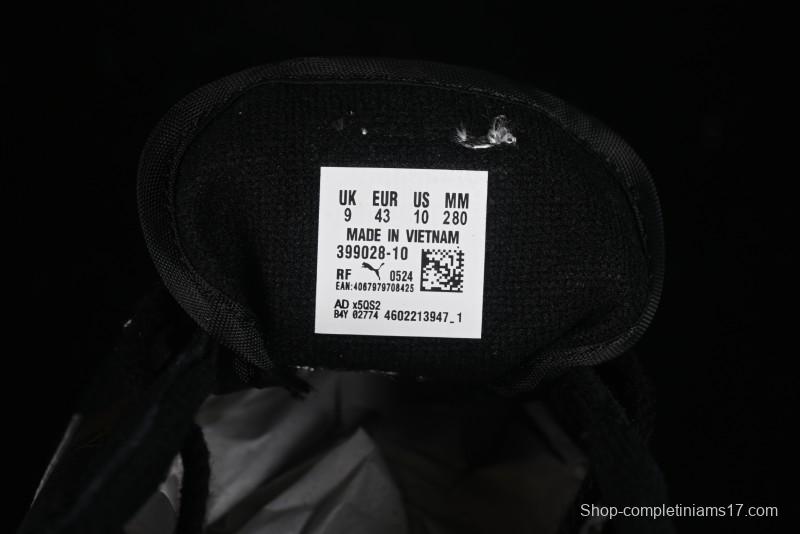 UK EUR US MM
9 43 10 280
MADE IN VIETNAM
399028-10
RF 0524
EAN:4067979708425
AD x5QS2
B4Y 02774 4602213947_1
Shop-completiniams17.com